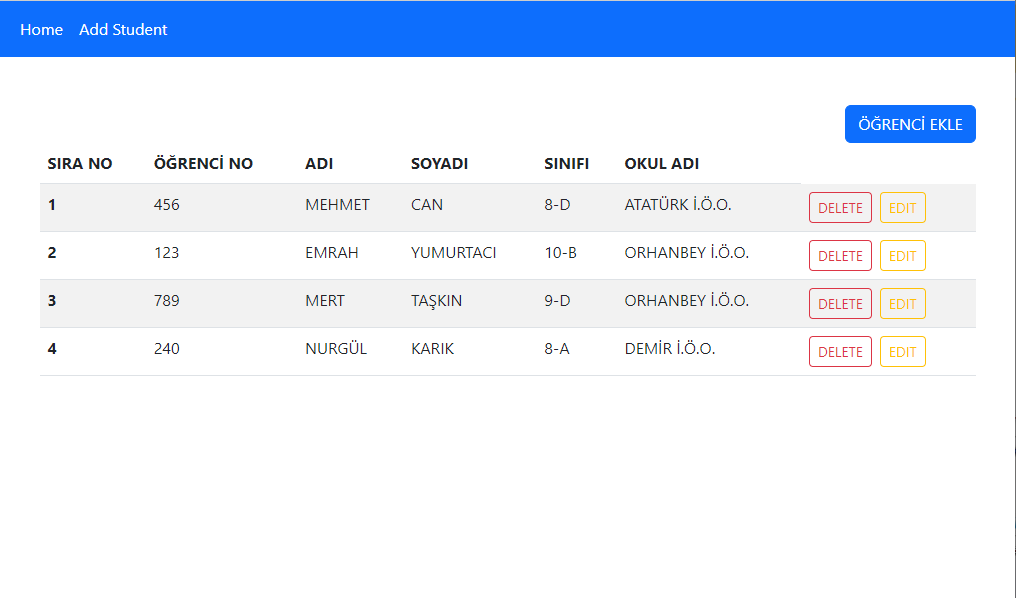 Home Add Student
ÖĞRENCİ EKLE
SIRA NO ÖĞRENCİ NO ADI SOYADI SINIFI OKUL ADI
1 456 MEHMET CAN 8-D ATATÜRK İ.Ö.O. DELETE EDIT
2 123 EMRAH YUMURTACI 10-B ORHANBEY İ.Ö.O. DELETE EDIT
3 789 MERT TAŞKIN 9-D ORHANBEY İ.Ö.O. DELETE EDIT
4 240 NURGÜL KARIK 8-A DEMİR İ.Ö.O. DELETE EDIT